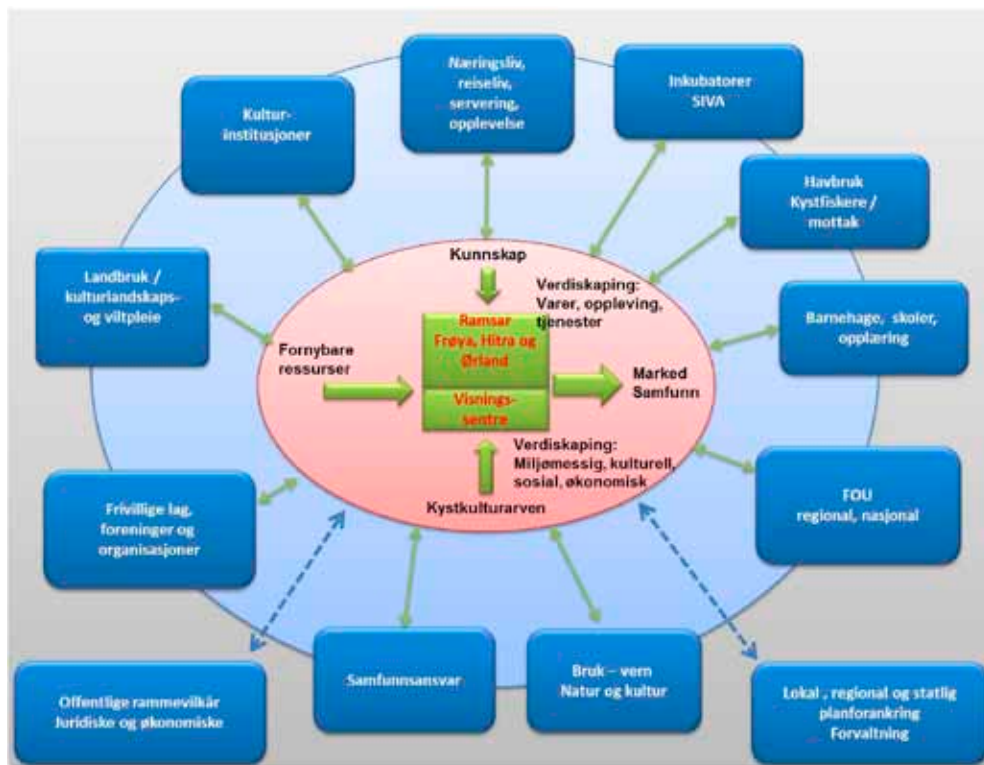 Næringsliv,
reiseliv,
servering,
opplevelse
Inkubatorer
SIVA
Kultur-
institusjoner
Havbruk
Kystfiskere /
mottak
Landbruk /
kulturlandskaps-
og viltpleie
Barnehage, skoler,
opplæring
Kunnskap
Verdiskaping:
Varer, oppleving,
tjenester
Ramsar
Frøya, Hitra og
Ørland
Fornybare
ressurser
Marked
Samfunn
Visnings-
sentre
Verdiskaping:
Miljømessig, kulturell,
sosial, økonomisk
Kystkulturarven
Frivillige lag,
foreninger og
organisasjoner
FOU
regional, nasjonal
Samfunnsansvar
Bruk – vern
Natur og kultur
Offentlige rammevilkår
Juridiske og økonomiske
Lokal , regional og statlig
planforankring
Forvaltning